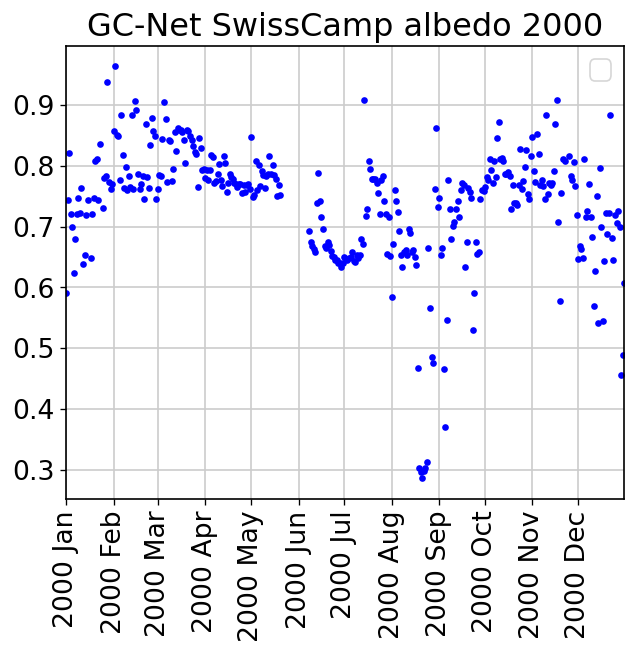 GC-Net SwissCamp albedo 2000
0.9
0.8
0.7
0.6
0.5
0.4
0.3
2000 Jan
2000 Feb
2000 Mar
2000 Apr
2000 May
2000 Jun
2000 Jul
2000 Aug
2000 Sep
2000 Oct
2000 Nov
2000 Dec